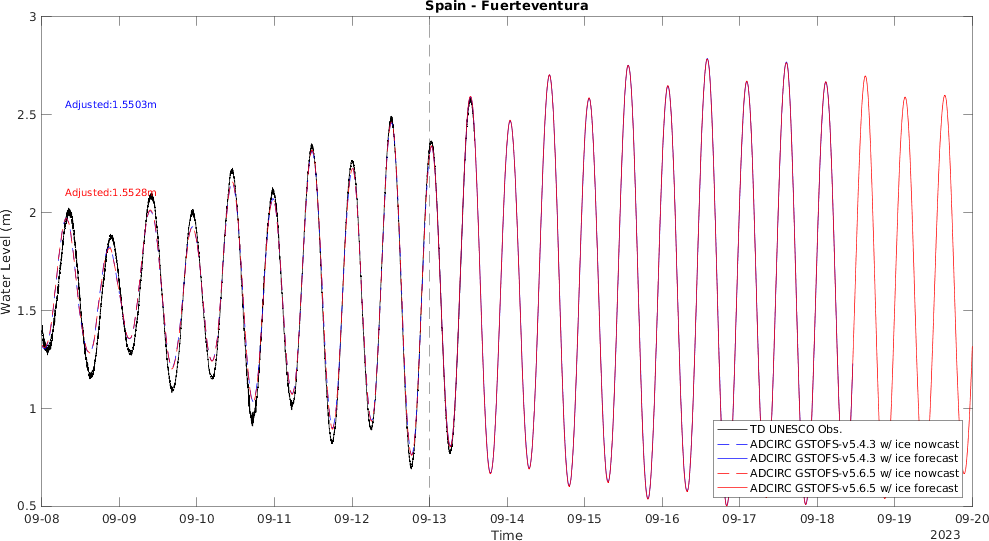 Spain - Fuerteventura
3
2.5
2
1.5
1
0.5
Water Level (m)
Adjusted:1.5503m
Adjusted:1.5528m
TD UNESCO Obs.
ADCIRC GSTOFS-v5.4.3 w/ ice nowcast
ADCIRC GSTOFS-v5.4.3 w/ ice forecast
ADCIRC GSTOFS-v5.6.5 w/ ice nowcast
ADCIRC GSTOFS-v5.6.5 w/ ice forecast
09-08 09-09 09-10 09-11 09-12 09-13 09-14 09-15 09-16 09-17 09-18 09-19 09-20
Time 2023